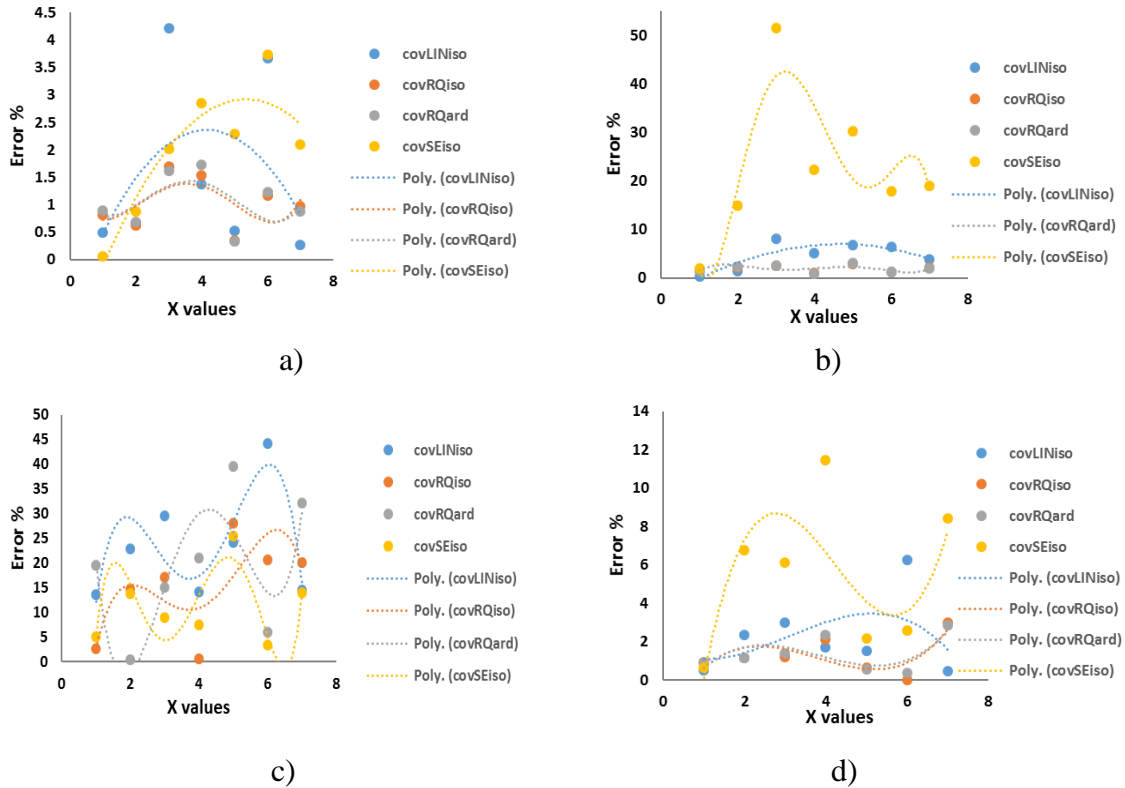 4.5
4
3.5
3
2.5
2
1.5
1
0.5
0
Error %
0
2
4
6
8
X values
covLINiso
covRQiso
covRQard
covSEiso
Poly. (covLINiso)
Poly. (covRQiso)
Poly. (covRQard)
Poly. (covSEiso)
a)
50
40
30
20
10
0
Error %
0
2
4
6
8
X values
covLINiso
covRQiso
covRQard
covSEiso
Poly. (covLINiso)
Poly. (covRQard)
Poly. (covSEiso)
b)
50
45
40
35
30
25
20
15
10
5
0
Error %
0
2
4
6
8
X values
covLINiso
covRQiso
covRQard
covSEiso
Poly. (covLINiso)
Poly. (covRQiso)
Poly. (covRQard)
Poly. (covSEiso)
c)
14
12
10
8
6
4
2
0
Error %
0
2
4
6
8
X values
covLINiso
covRQiso
covRQard
covSEiso
Poly. (covLINiso)
Poly. (covRQiso)
Poly. (covRQard)
Poly. (covSEiso)
d)